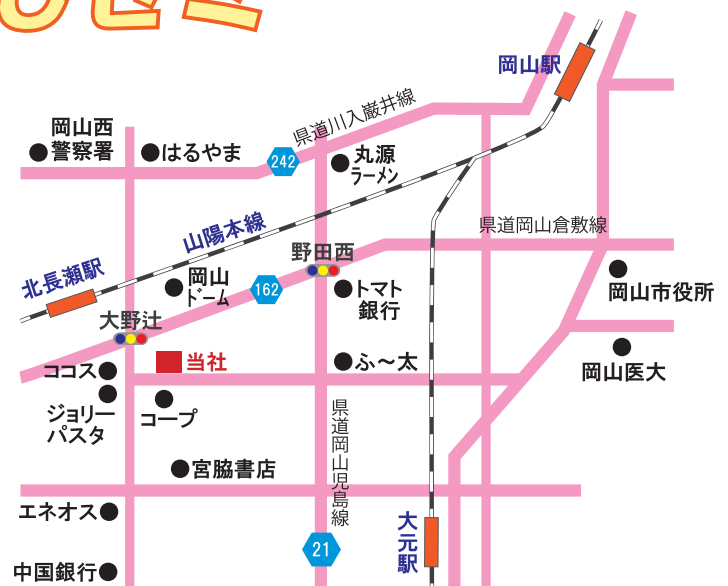 ゼミ
岡山駅
県道川入巌井線
岡山西
警察署
はるやま
242
丸源
ラーメン
山陽本線
県道岡山倉敷線
野田西
北長瀬駅
岡山
ドーム
162
トマト
銀行
岡山市役所
大野辻
当社
ふ〜太
岡山医大
ココス
ジョリー
パスタ
コープ
県道岡山児島線
宮脇書店
エネオス
大元駅
21
中国銀行